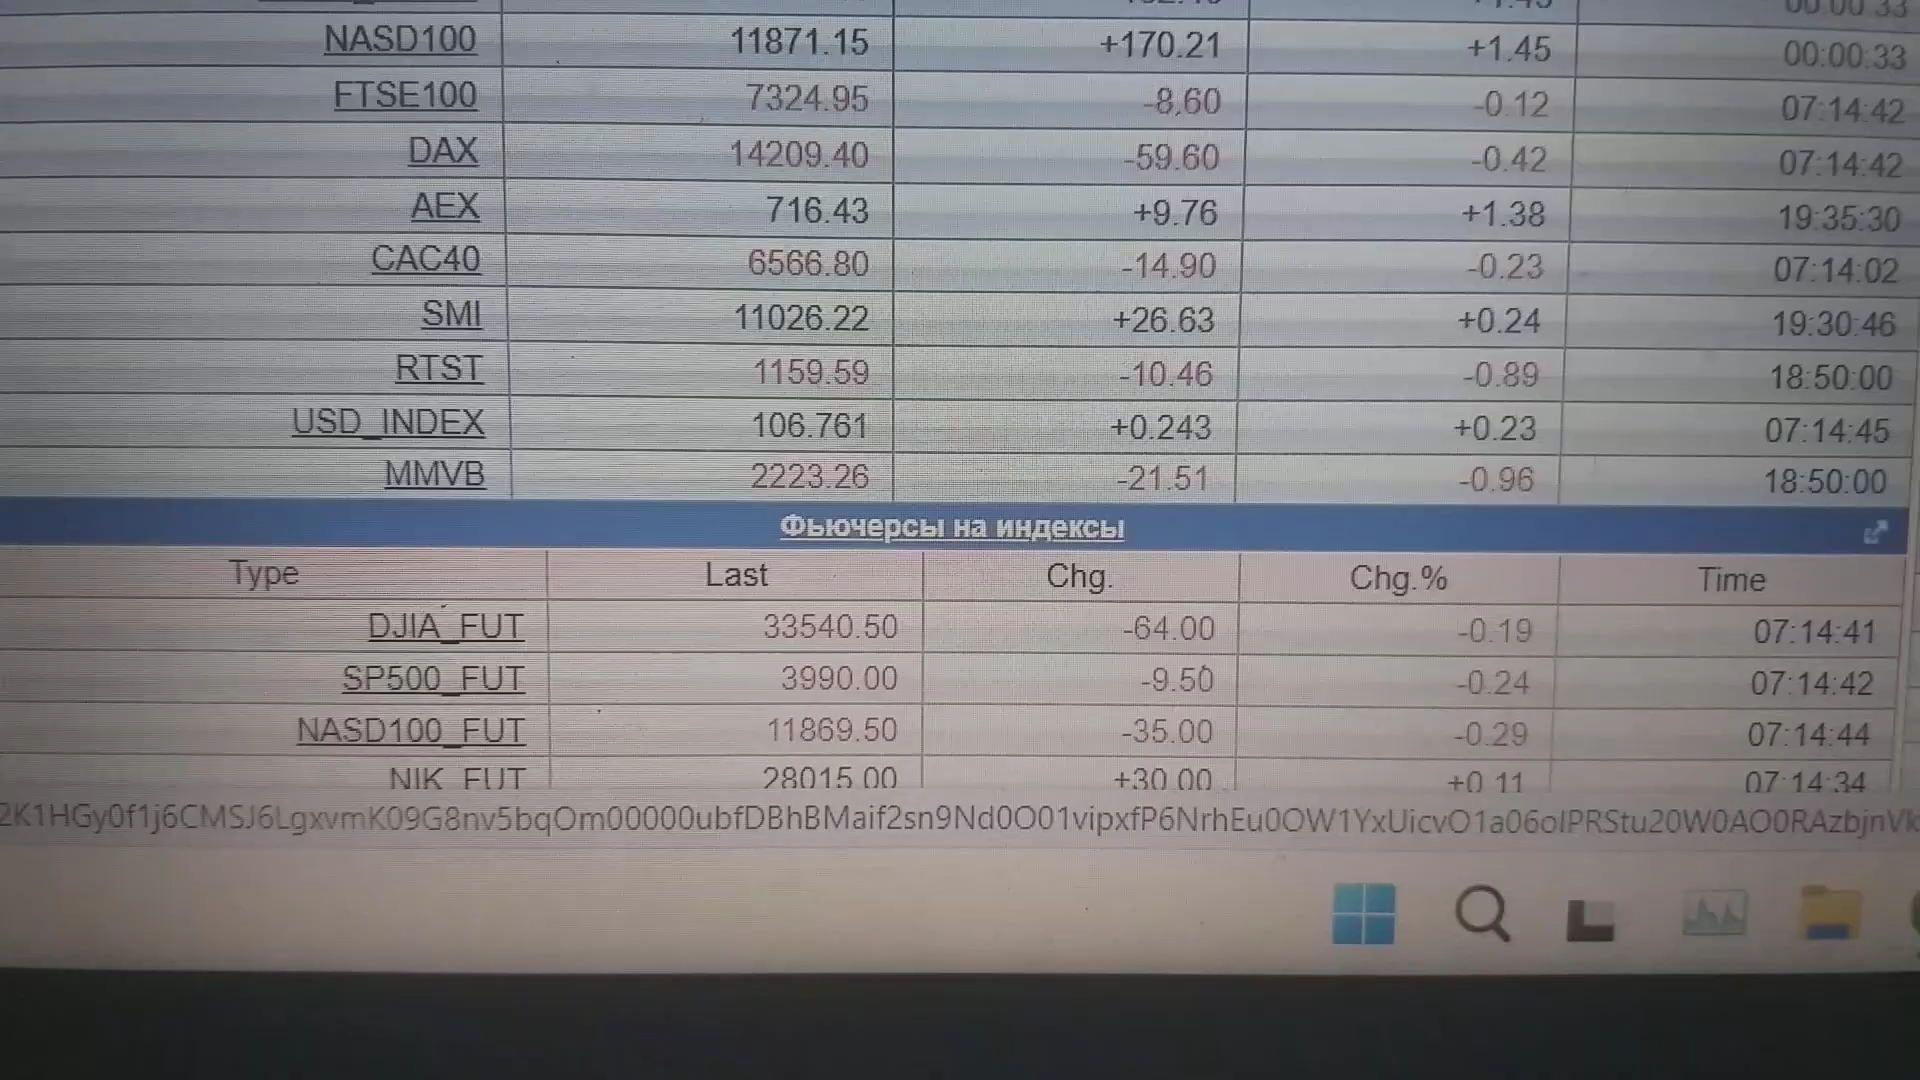 NASD100 11871.15 +170.21 +1.45 00:00:33
FTSE100 7324.95 -8.60 -0.12 07:14:42
DAX 14209.40 -59.60 -0.42 07:14:42
AEX 716.43 +9.76 +1.38 19:35:30
CAC40 6566.80 -14.90 -0.23 07:14:02
SMI 11026.22 +26.63 +0.24 19:30:46
RTST 1159.59 -10.46 -0.89 18:50:00
USD_INDEX 106.761 +0.243 +0.23 07:14:45
MMVB 2223.26 -21.51 -0.96 18:50:00
Фьючерсы на индексы
Type Last Chg. Chg.% Time
DJIA_FUT 33540.50 -64.00 -0.19 07:14:41
SP500_FUT 3990.00 -9.50 -0.24 07:14:42
NASD100_FUT 11869.50 -35.00 -0.29 07:14:44
NIK_FUT 28015.00 +30.00 +0.11 07:14:34
2K1HGy0f1j6CMSJ6LgxvmK09G8nv5bqOm00000ubfDBhBMaif2sn9Nd0O01vipxfP6NrhEu0OW1YxUicvO1a06oIPRStu20W0AO0RAzbjnVk